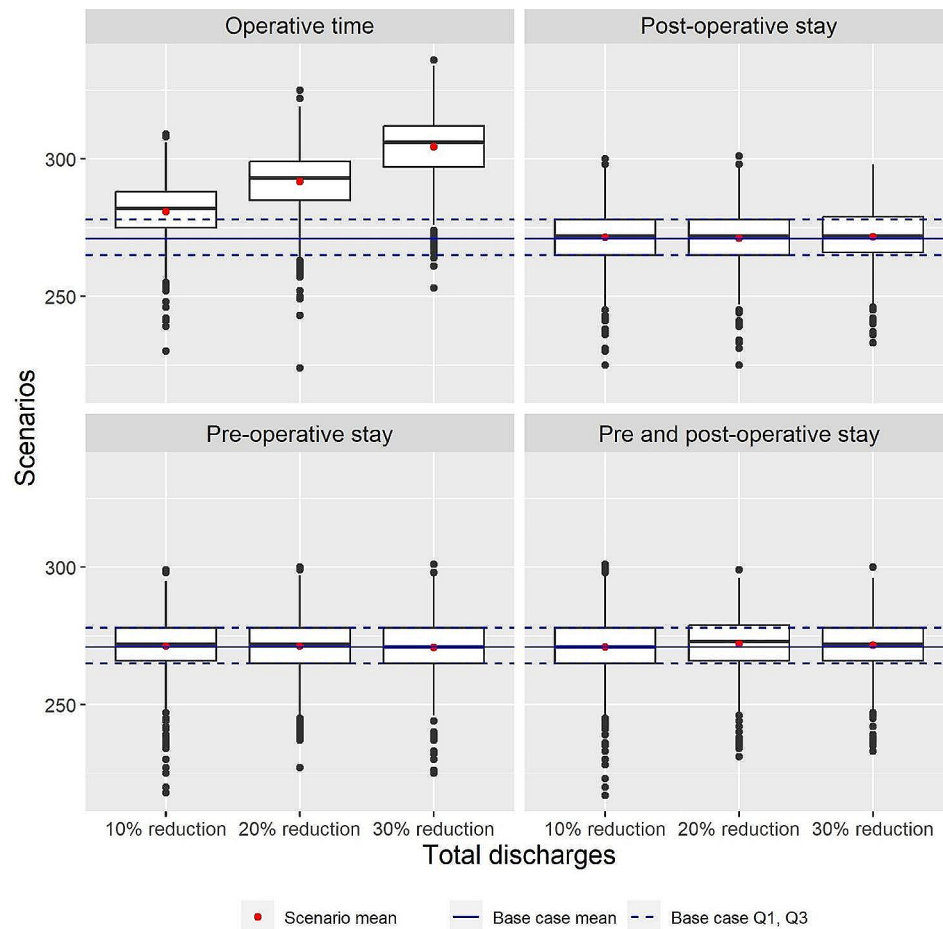 Operative time
Post-operative stay
300
250
Scenarios
Pre-operative stay
Pre and post-operative stay
300
250
10% reduction 20% reduction 30% reduction
10% reduction 20% reduction 30% reduction
Total discharges
Scenario mean
Base case mean
Base case Q1, Q3